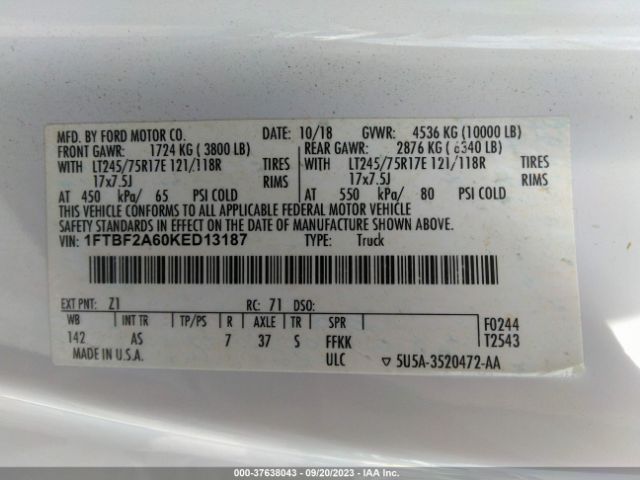 MFD. BY FORD MOTOR CO. DATE: 10/18 GVWR: 4536 KG (10000 LB)
FRONT GAWR: 1724 KG ( 3800 LB) REAR GAWR: 2876 KG ( 6340 LB)
WITH LT245/75R17E 121/118R TIRES WITH LT245/75R17E 121/118R TIRES
17x7.5J RIMS 17x7.5J RIMS
AT 450 kPa/ 65 PSI COLD AT 550 kPa/ 80 PSI COLD
THIS VEHICLE CONFORMS TO ALL APPLICABLE FEDERAL MOTOR VEHICLE
SAFETY STANDARDS IN EFFECT ON THE DATE OF MANUFACTURE SHOWN ABOVE.
VIN: 1FTBF2A60KED13187 TYPE: Truck
EXT PNT: Z1 RC: 71 DSO:
WB INT TR TP/PS R AXLE TR SPR F0244
142 AS 7 37 S FFKK T2543
MADE IN U.S.A. ULC ▽ 5U5A-3520472-AA
000-37638043 - 09/20/2023 - IAA Inc.